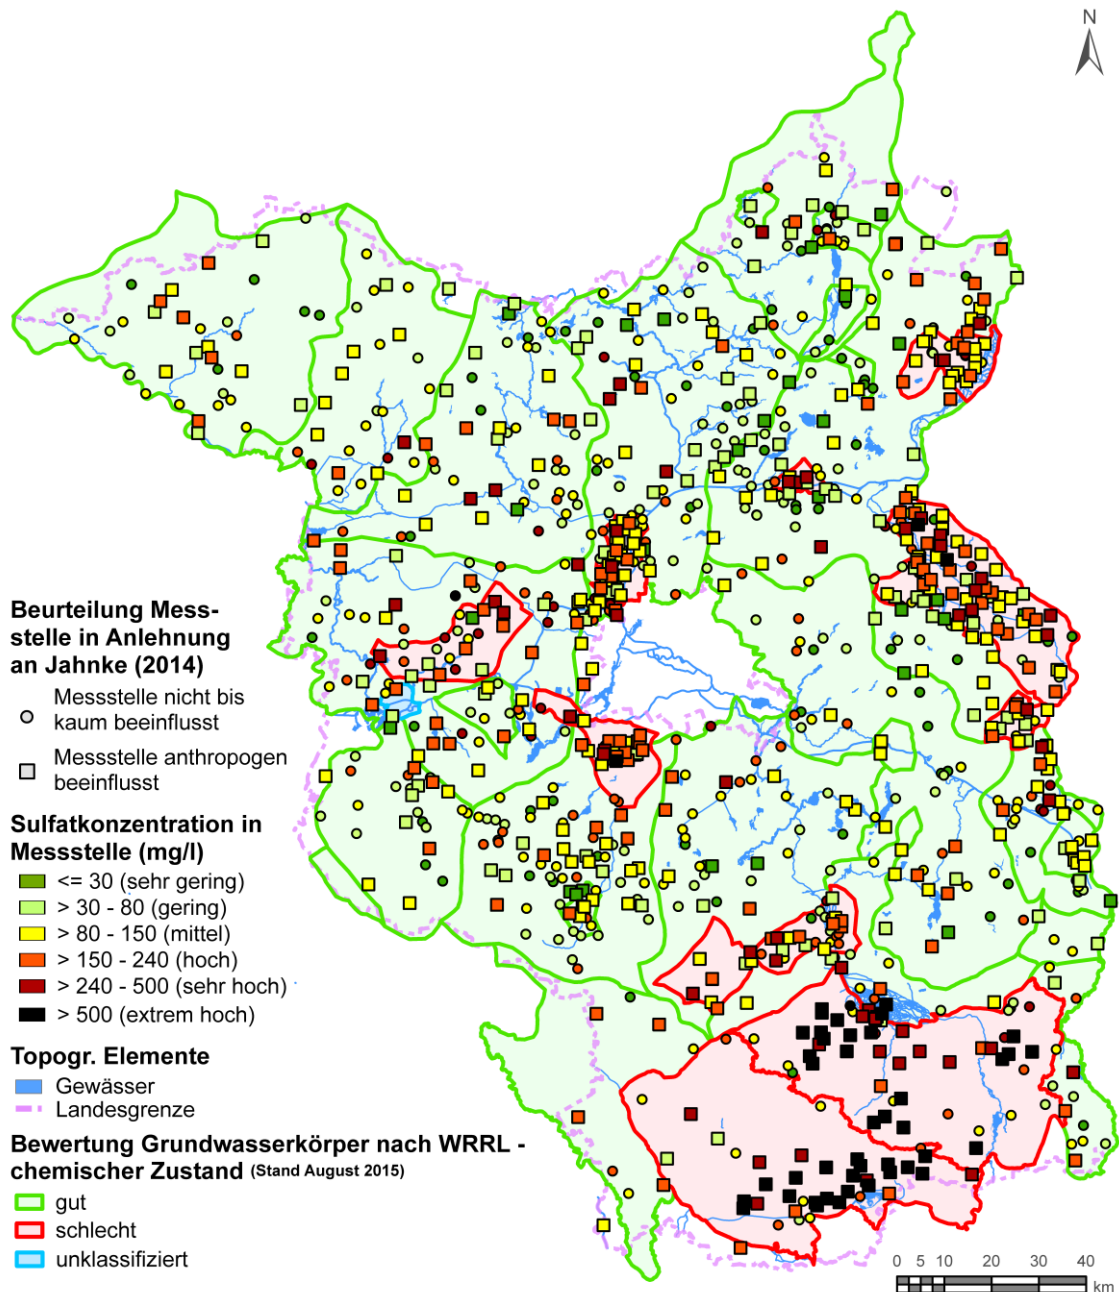 N
Beurteilung Mess-
stelle in Anlehnung
an Jahnke (2014)
Messstelle nicht bis
kaum beeinflusst
Messstelle anthropogen
beeinflusst
Sulfatkonzentration in
Messstelle (mg/l)
<= 30 (sehr gering)
> 30 - 80 (gering)
> 80 - 150 (mittel)
> 150 - 240 (hoch)
> 240 - 500 (sehr hoch)
> 500 (extrem hoch)
Topogr. Elemente
Gewässer
Landesgrenze
Bewertung Grundwasserkörper nach WRRL -
chemischer Zustand (Stand August 2015)
gut
schlecht
unklassifiziert
0 5 10 20 30 40
km